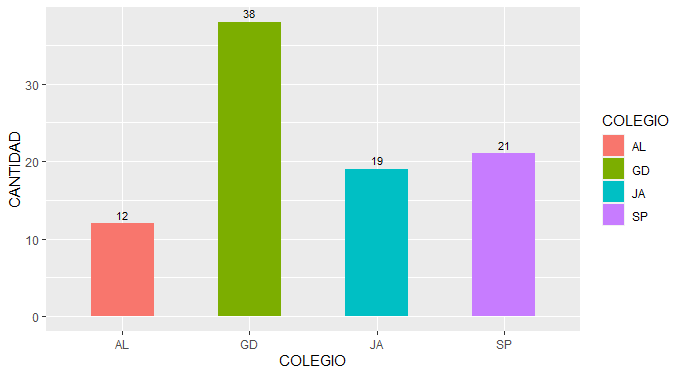 38
30
21
20
19
12
10
0
CANTIDAD
AL GD JA SP
COLEGIO
COLEGIO
AL
GD
JA
SP